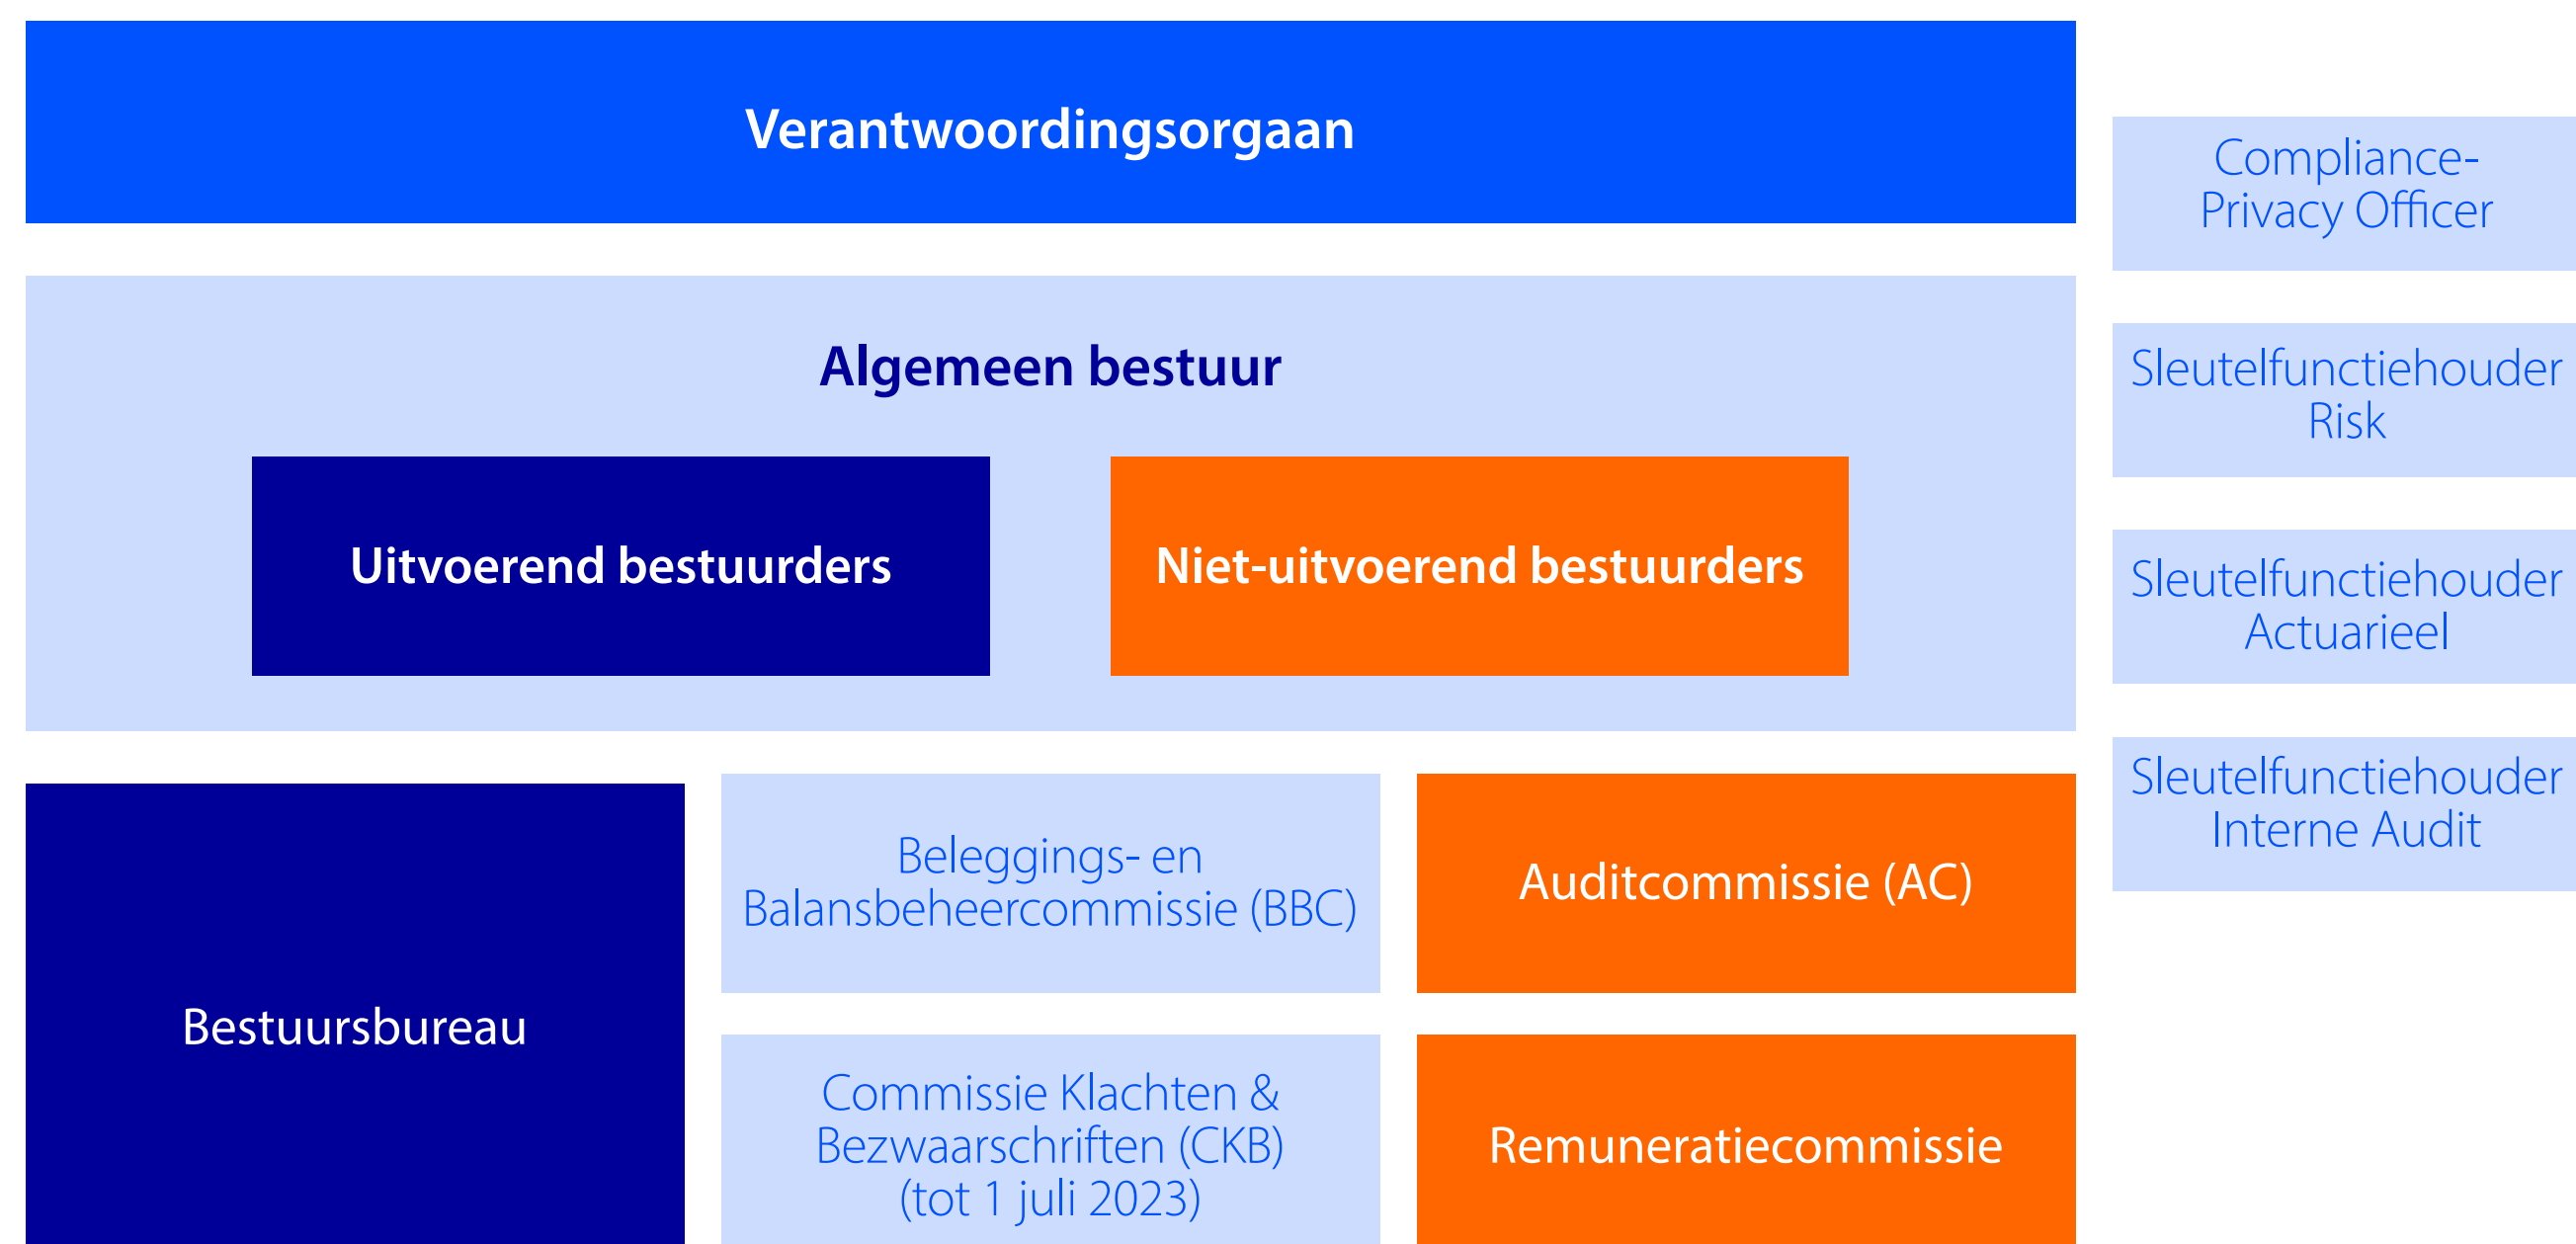 Verantwoordingsorgaan
Algemeen bestuur
Uitvoerend bestuurders
Niet-uitvoerend bestuurders
Bestuursbureau
Beleggings- en
Balansbeheercommissie (BBC)
Commissie Klachten &
Bezwaarschriften (CKB)
(tot 1 juli 2023)
Auditcommissie (AC)
Remuneratiecommissie
Compliance-
Privacy Officer
Sleutelfunctiehouder
Risk
Sleutelfunctiehouder
Actuarieel
Sleutelfunctiehouder
Interne Audit